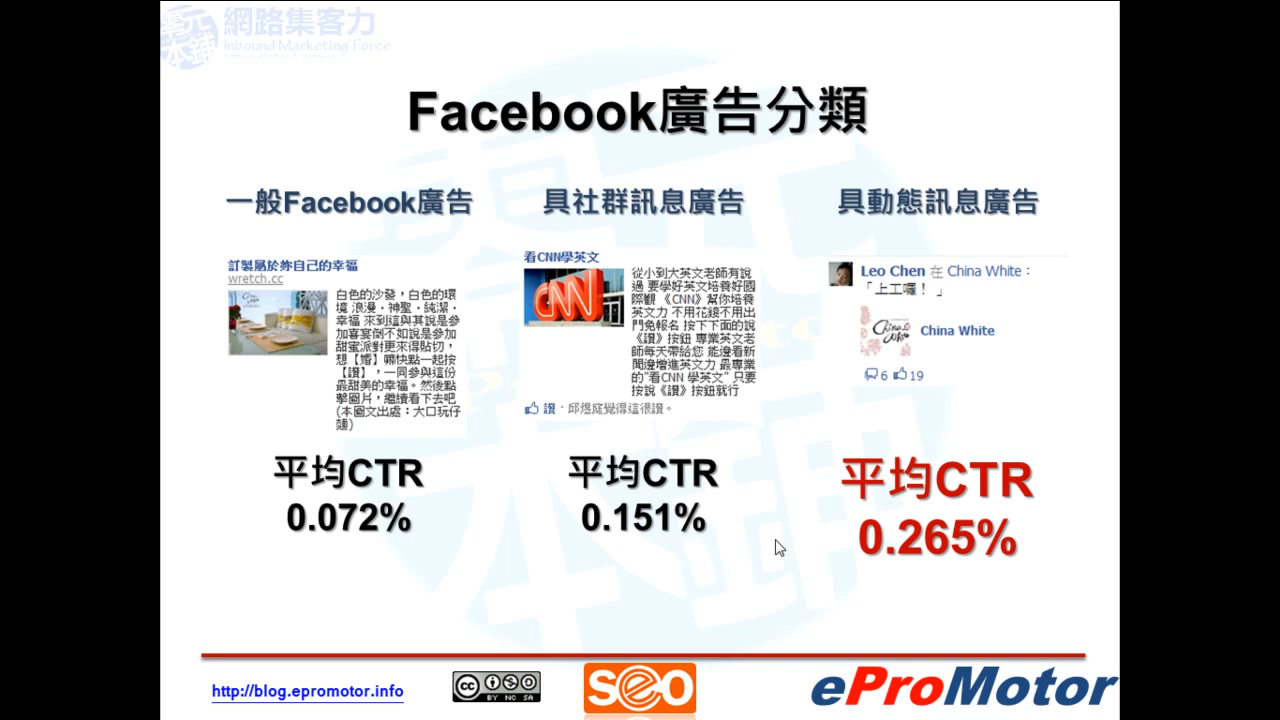 網路集客力
Inbound Marketing Force
Facebook廣告分類
一般Facebook廣告
具社群訊息廣告
具動態訊息廣告
訂製屬於妳自己的幸福
wretch.cc
白色的沙發，白色的環
境 浪漫・神聖・純潔・
幸福 來到這與其說是參
加喜宴倒不如說是參加
甜蜜派對更來得貼切，
想【婚】嘛快點一起按
【讚】，一同參與這份
最甜美的幸福。然後點
擊圖片，繼續看下去吧
(本圖文出處：大口玩仔
麵)
看CNN學英文
CNN
從小到大英文老師有說
過 要學好英文培養好國
際觀 《CNN》幫你培養
英文力 不用花錢不用出
門免報名 按下下面的說
《讚》按鈕 專業英文老
師每天帶給您 能邊看新
聞邊增進英文力 最專業
的"看CNN 學英文" 只要
按說《讚》按鈕就行
讚・邱煜庭覺得這很讚。
Leo Chen 在 China White：
「上工囉！ 」
China White
China White
6 19
平均CTR
0.072%
平均CTR
0.151%
平均CTR
0.265%
http://blog.epromotor.info
cc BY NC SA
seo
eProMotor